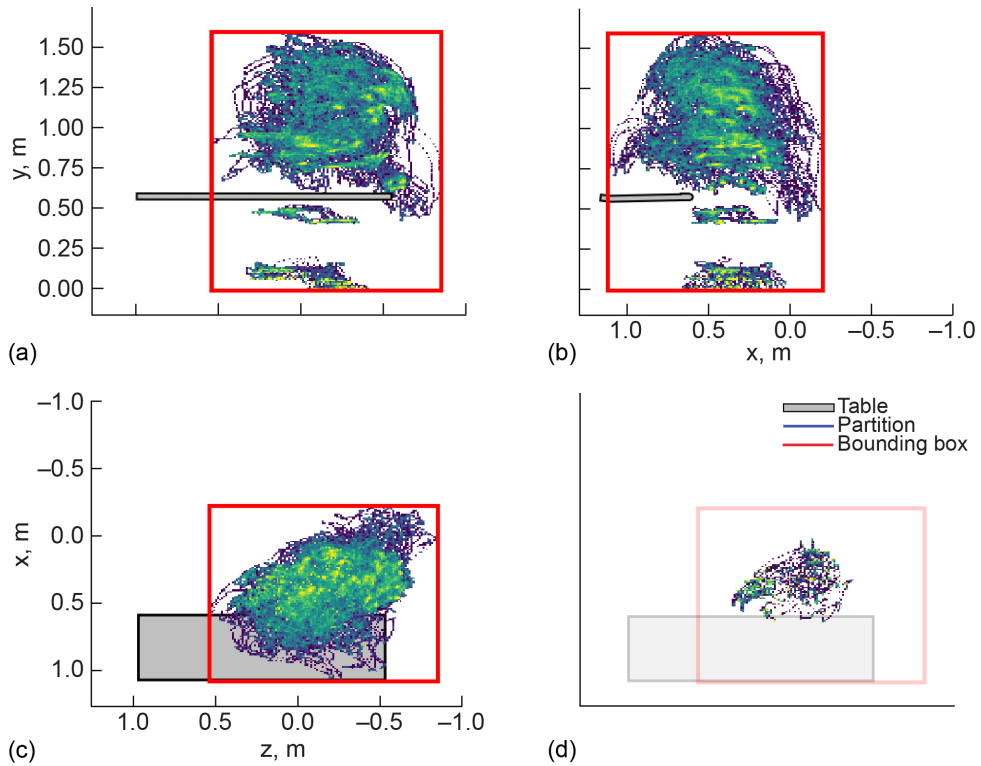 1.50
1.25
1.00
0.75
0.50
0.25
0.00
y, m
(a)
1.0 0.5 0.0 –0.5 –1.0
x, m
(b)
–1.0
–0.5
0.0
0.5
1.0
x, m
1.0 0.5 0.0 –0.5 –1.0
z, m
(c)
Table
Partition
Bounding box
(d)